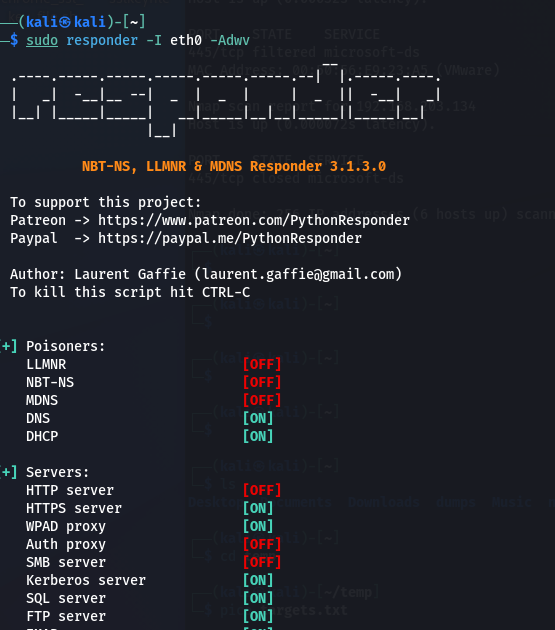 ──(kali㉿kali)-[~]
─$ sudo responder -I eth0 -Adwv
NBT-NS, LLMNR & MDNS Responder 3.1.3.0
To support this project:
Patreon -> https://www.patreon.com/PythonResponder
Paypal  -> https://paypal.me/PythonResponder
Author: Laurent Gaffie (laurent.gaffie@gmail.com)
To kill this script hit CTRL-C
[+] Poisoners:
LLMNR [OFF]
NBT-NS [OFF]
MDNS [OFF]
DNS [ON]
DHCP [ON]
[+] Servers:
HTTP server [OFF]
HTTPS server [ON]
WPAD proxy [ON]
Auth proxy [OFF]
SMB server [OFF]
Kerberos server [ON]
SQL server [ON]
FTP server [ON]